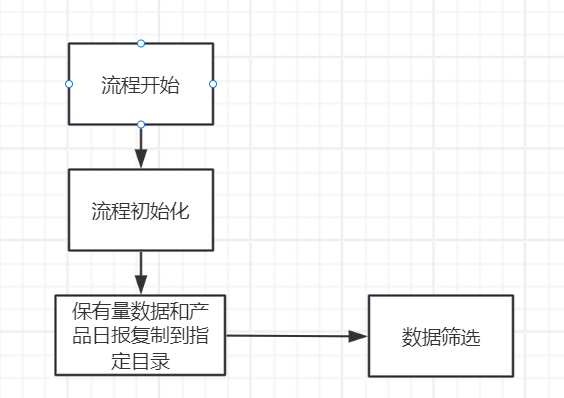 流程开始
流程初始化
保有量数据和产
品日报复制到指
定目录
数据筛选